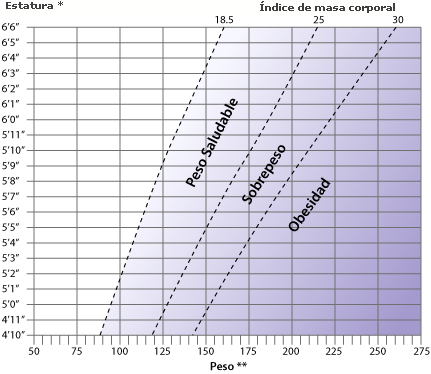 Estatura *
Índice de masa corporal
18.5 25 30
6'6"
6'5"
6'4"
6'3"
6'2"
6'1"
6'0"
5'11"
5'10"
5'9"
5'8"
5'7"
5'6"
5'5"
5'4"
5'3"
5'2"
5'1"
5'0"
4'11"
4'10"
Peso Saludable
Sobrepeso
Obesidad
50 75 100 125 150 175 200 225 250 275
Peso **